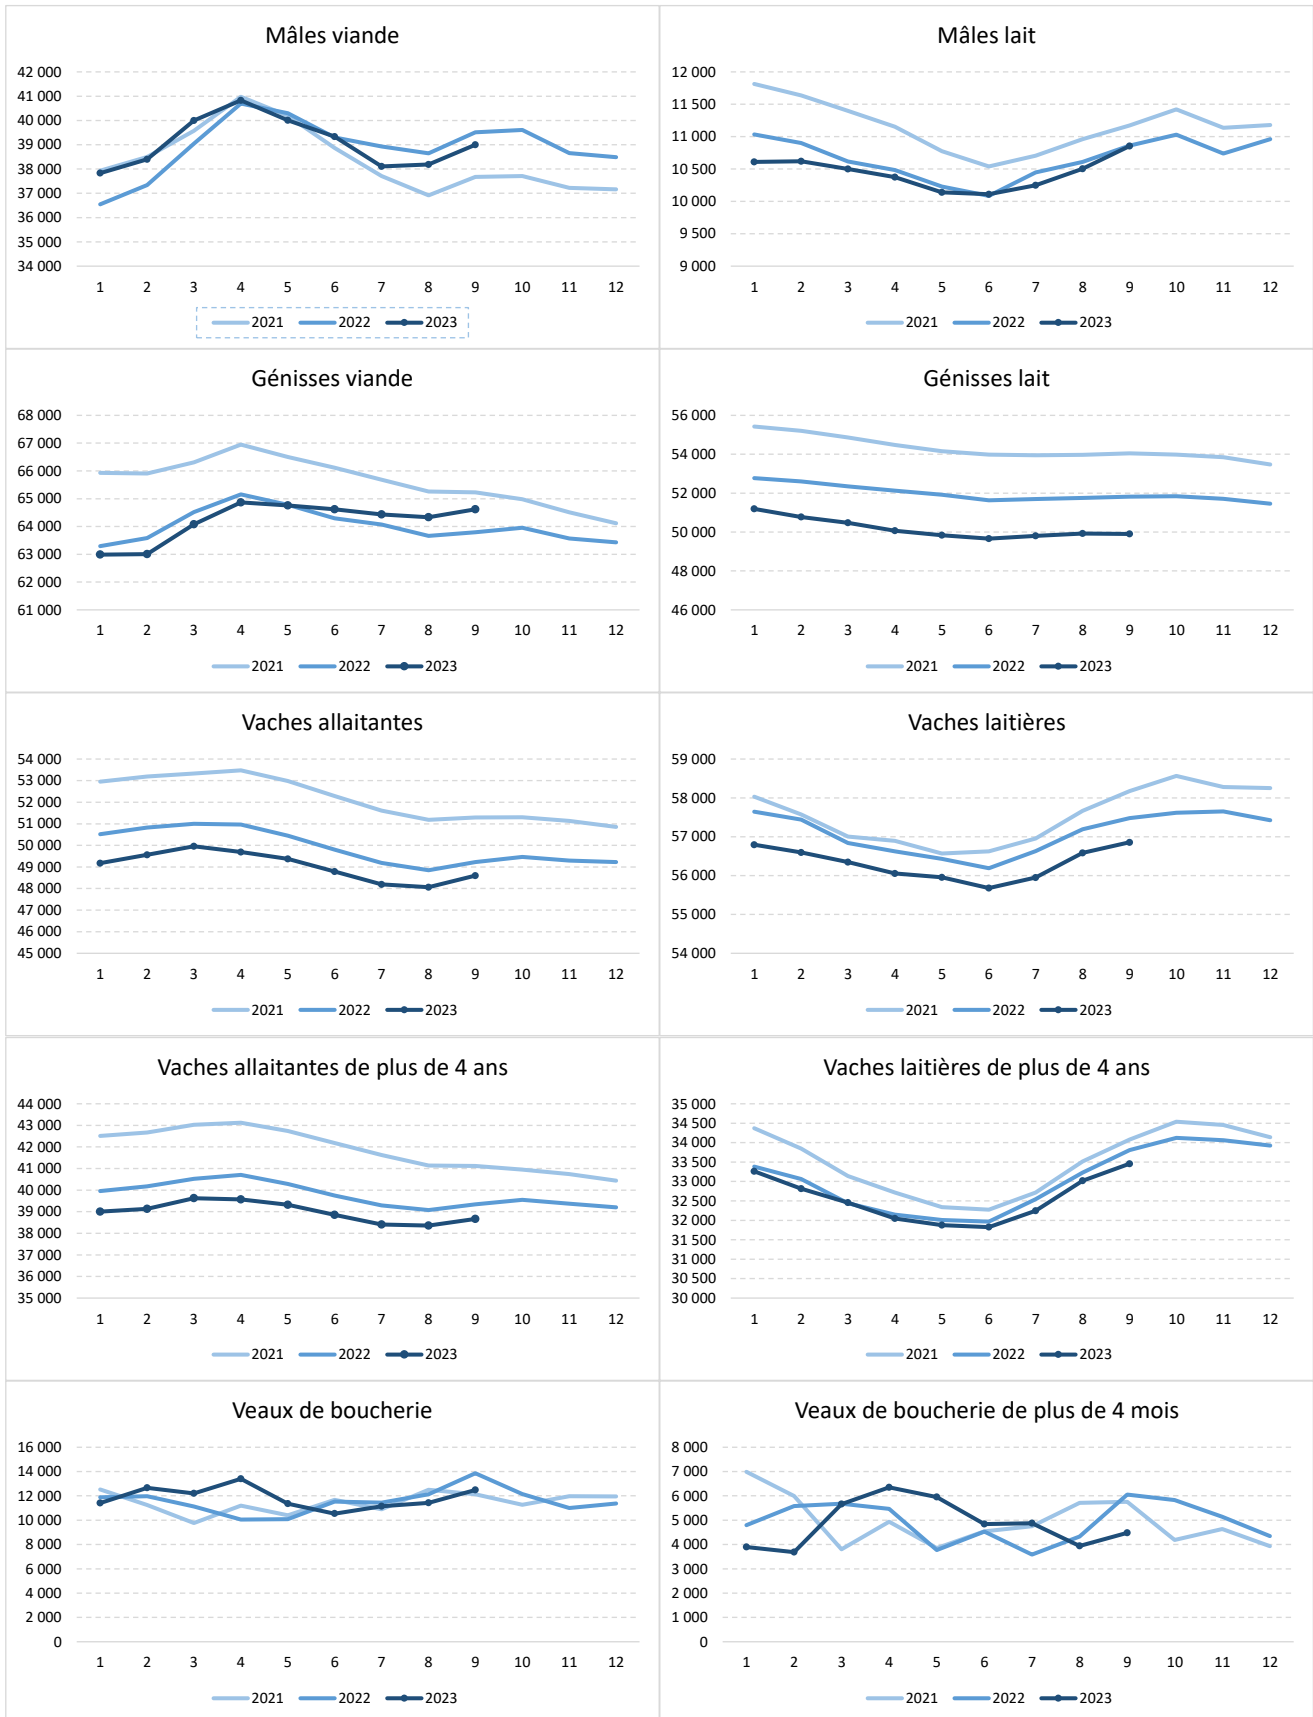 Mâles viande
42 000
41 000
40 000
39 000
38 000
37 000
36 000
35 000
34 000
1 2 3 4 5 6 7 8 9 10 11 12
2021 2022 2023
Mâles lait
12 000
11 500
11 000
10 500
10 000
9 500
9 000
1 2 3 4 5 6 7 8 9 10 11 12
2021 2022 2023
Génisses viande
68 000
67 000
66 000
65 000
64 000
63 000
62 000
61 000
1 2 3 4 5 6 7 8 9 10 11 12
2021 2022 2023
Génisses lait
56 000
54 000
52 000
50 000
48 000
46 000
1 2 3 4 5 6 7 8 9 10 11 12
2021 2022 2023
Vaches allaitantes
54 000
53 000
52 000
51 000
50 000
49 000
48 000
47 000
46 000
45 000
1 2 3 4 5 6 7 8 9 10 11 12
2021 2022 2023
Vaches laitières
59 000
58 000
57 000
56 000
55 000
54 000
1 2 3 4 5 6 7 8 9 10 11 12
2021 2022 2023
Vaches allaitantes de plus de 4 ans
44 000
43 000
42 000
41 000
40 000
39 000
38 000
37 000
36 000
35 000
1 2 3 4 5 6 7 8 9 10 11 12
2021 2022 2023
Vaches laitières de plus de 4 ans
35 000
34 500
34 000
33 500
33 000
32 500
32 000
31 500
31 000
30 500
30 000
1 2 3 4 5 6 7 8 9 10 11 12
2021 2022 2023
Veaux de boucherie
16 000
14 000
12 000
10 000
8 000
6 000
4 000
2 000
0
1 2 3 4 5 6 7 8 9 10 11 12
2021 2022 2023
Veaux de boucherie de plus de 4 mois
8 000
7 000
6 000
5 000
4 000
3 000
2 000
1 000
0
1 2 3 4 5 6 7 8 9 10 11 12
2021 2022 2023